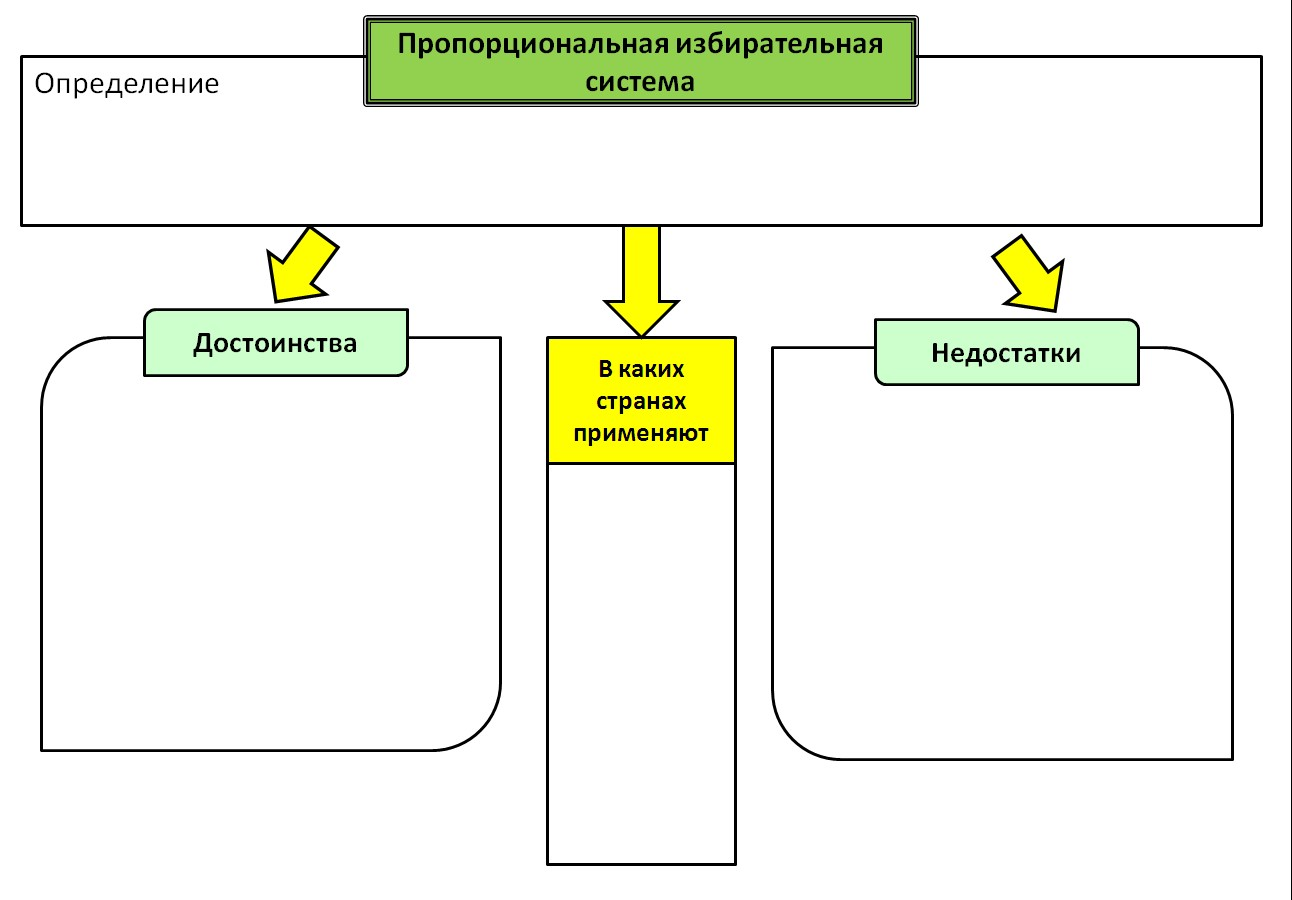 Пропорциональная избирательная
система
Определение
Достоинства
В каких
странах
применяют
Недостатки